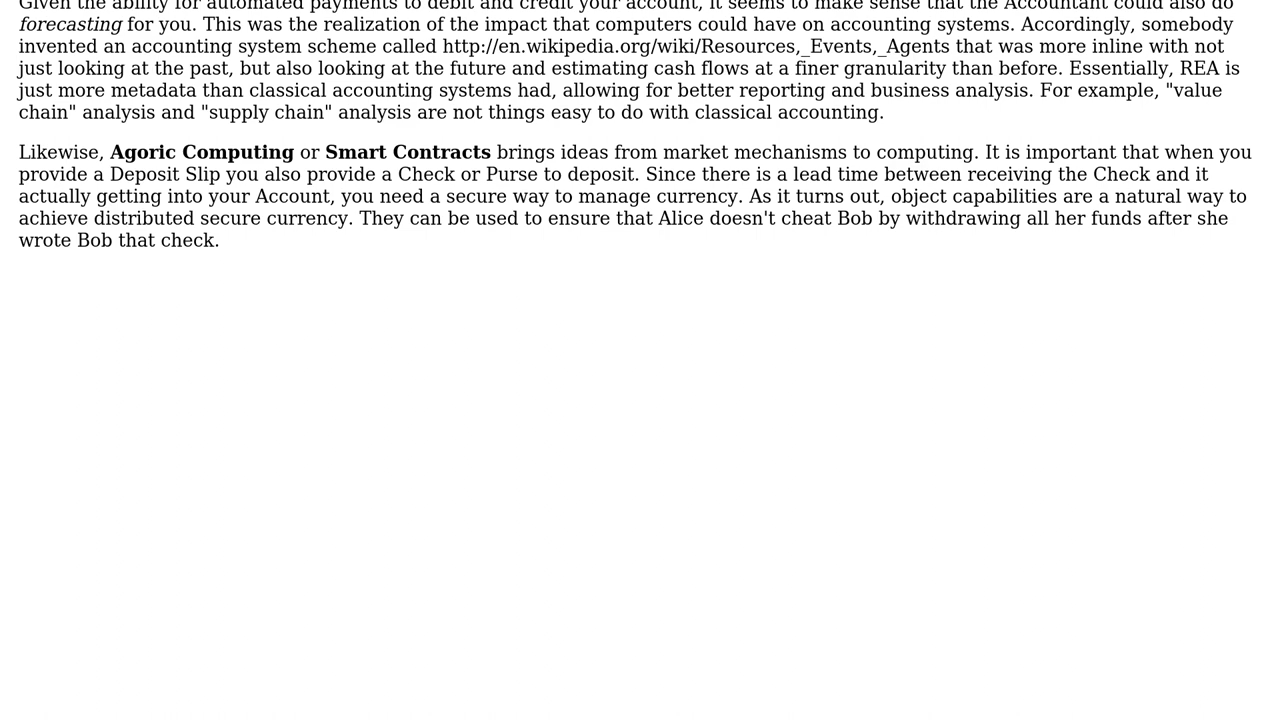 Given the ability for automated payments to debit and credit your account, it seems to make sense that the Accountant could also do
forecasting for you. This was the realization of the impact that computers could have on accounting systems. Accordingly, somebody
invented an accounting system scheme called http://en.wikipedia.org/wiki/Resources,_Events,_Agents that was more inline with not
just looking at the past, but also looking at the future and estimating cash flows at a finer granularity than before. Essentially, REA is
just more metadata than classical accounting systems had, allowing for better reporting and business analysis. For example, "value
chain" analysis and "supply chain" analysis are not things easy to do with classical accounting.
Likewise, Agoric Computing or Smart Contracts brings ideas from market mechanisms to computing. It is important that when you
provide a Deposit Slip you also provide a Check or Purse to deposit. Since there is a lead time between receiving the Check and it
actually getting into your Account, you need a secure way to manage currency. As it turns out, object capabilities are a natural way to
achieve distributed secure currency. They can be used to ensure that Alice doesn't cheat Bob by withdrawing all her funds after she
wrote Bob that check.